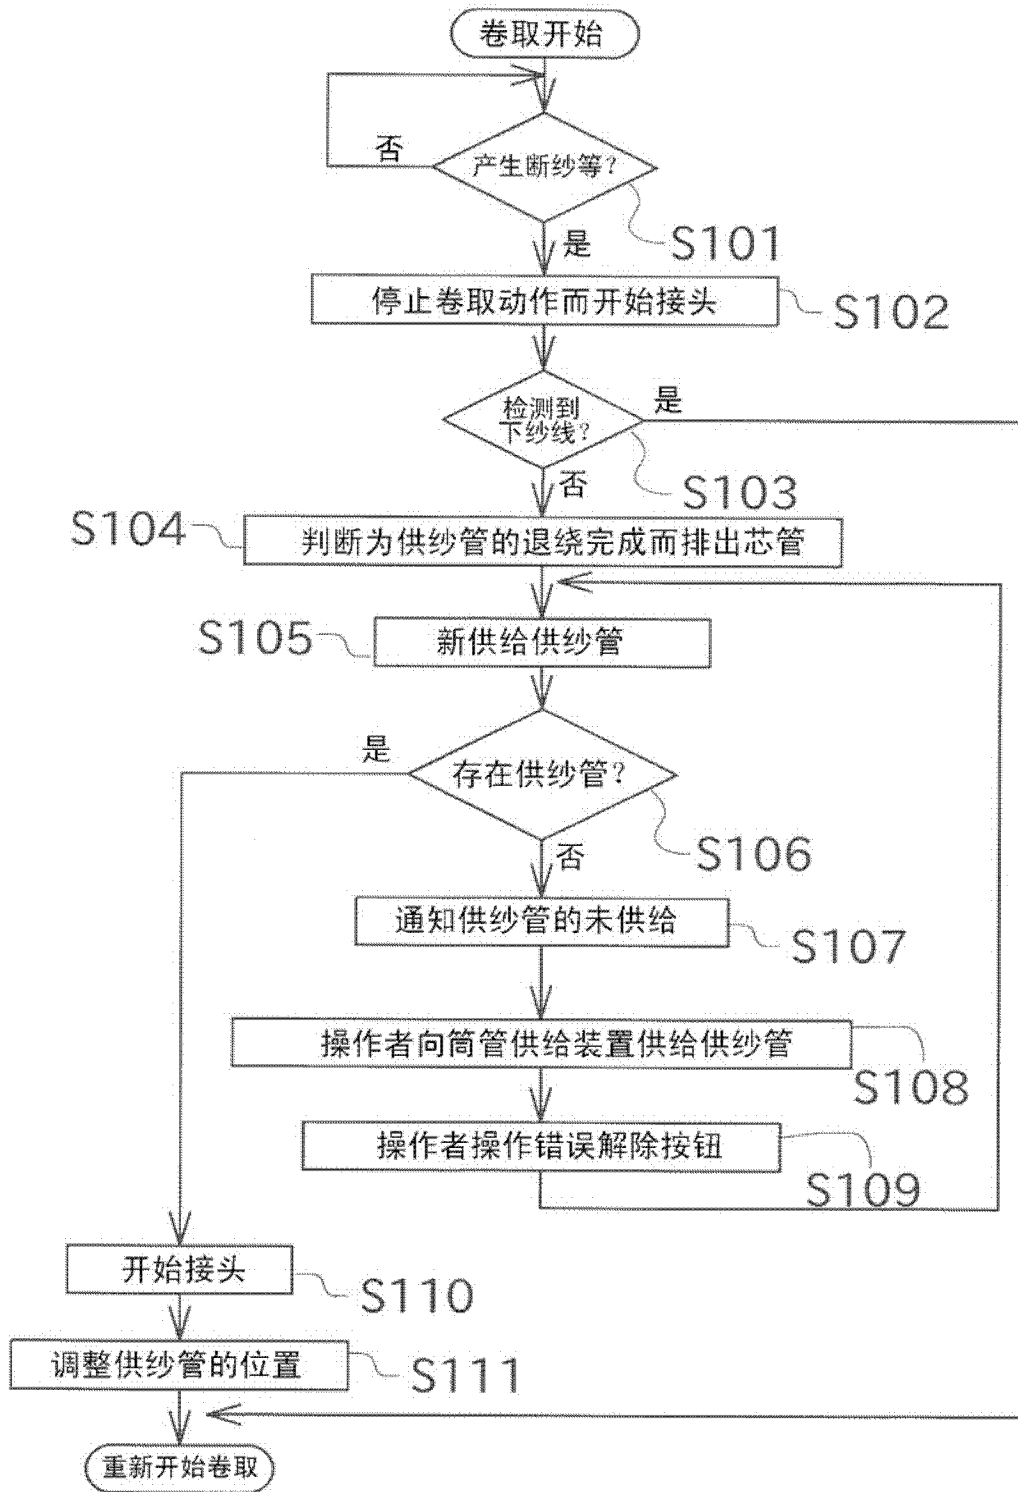 卷取开始
否
产生断纱等？
S101
是
停止卷取动作而开始接头
S102
检测到
下纱线？
是
S103
否
S104
判断为供纱管的退绕完成而排出芯管
S105
新供给供纱管
是
存在供纱管？
S106
否
通知供纱管的未供给
S107
操作者向筒管供给装置供给供纱管
S108
操作者操作错误解除按钮
S109
开始接头
S110
调整供纱管的位置
S111
重新开始卷取